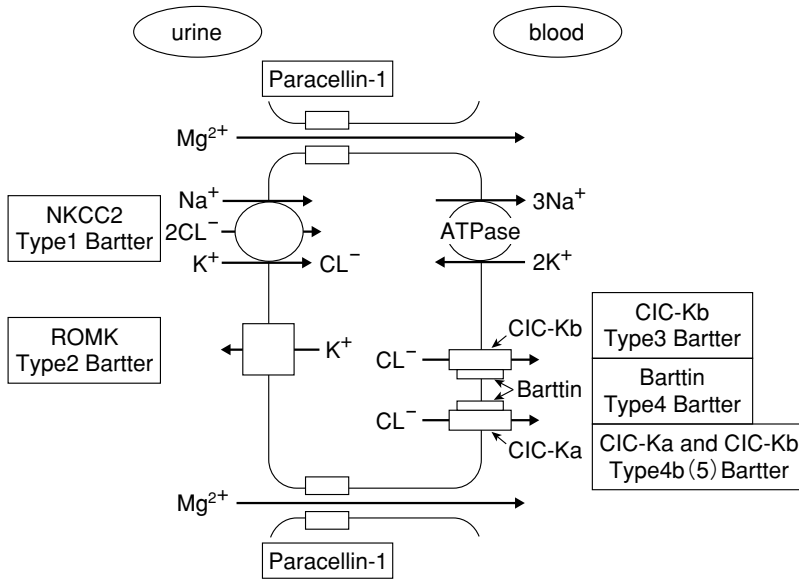 urine
blood
Paracellin-1
Mg²⁺
Na⁺
3Na⁺
NKCC2
Type1 Bartter
2CL⁻
ATPase
K⁺
CL⁻
2K⁺
ROMK
Type2 Bartter
K⁺
CIC-Kb
CL⁻
CIC-Kb
Type3 Bartter
Barttin
Barttin
Type4 Bartter
CL⁻
CIC-Ka
CIC-Ka and CIC-Kb
Type4b(5)Bartter
Mg²⁺
Paracellin-1